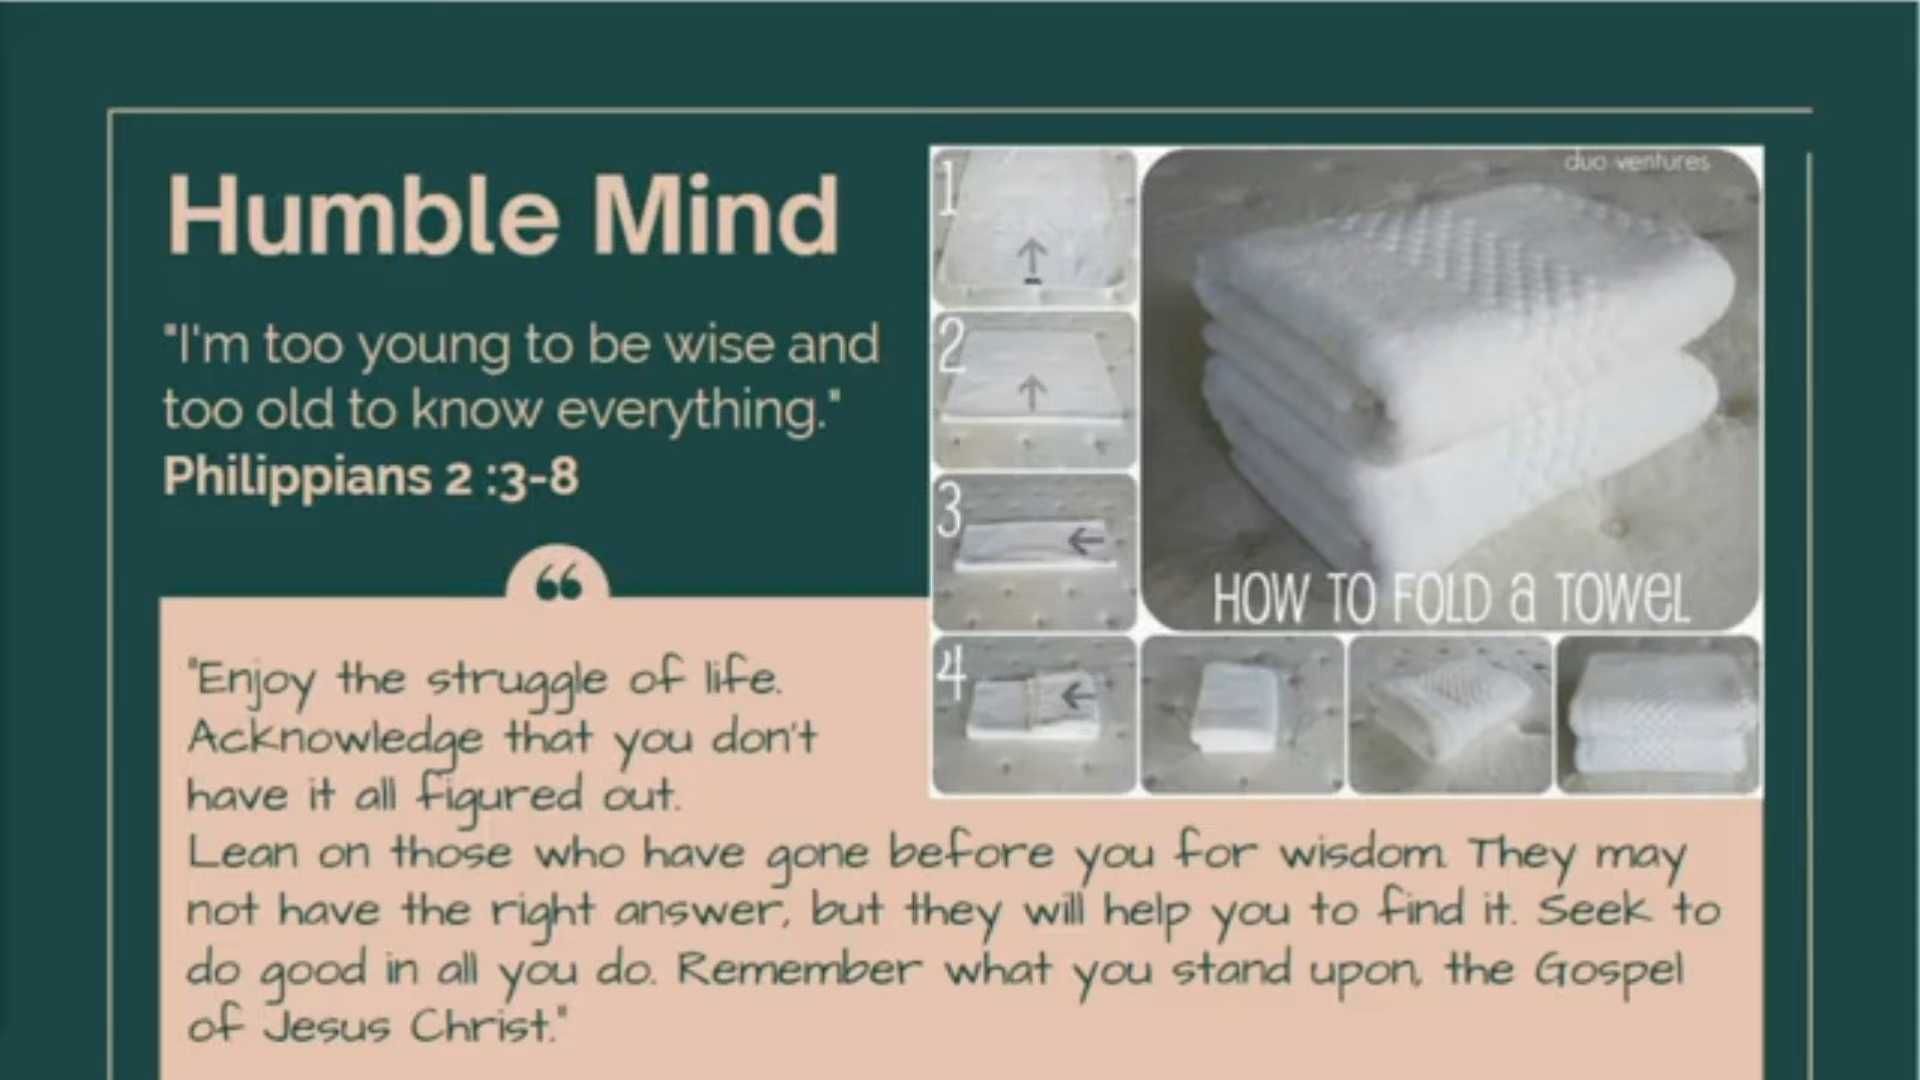 Humble Mind
"I'm too young to be wise and
too old to know everything."
Philippians 2 :3-8
1
2
3
4
duo ventures
HOW TO FOLD a TOWEL
"Enjoy the struggle of life.
Acknowledge that you don't
have it all figured out.
Lean on those who have gone before you for wisdom. They may
not have the right answer, but they will help you to find it. Seek to
do good in all you do. Remember what you stand upon, the Gospel
of Jesus Christ."